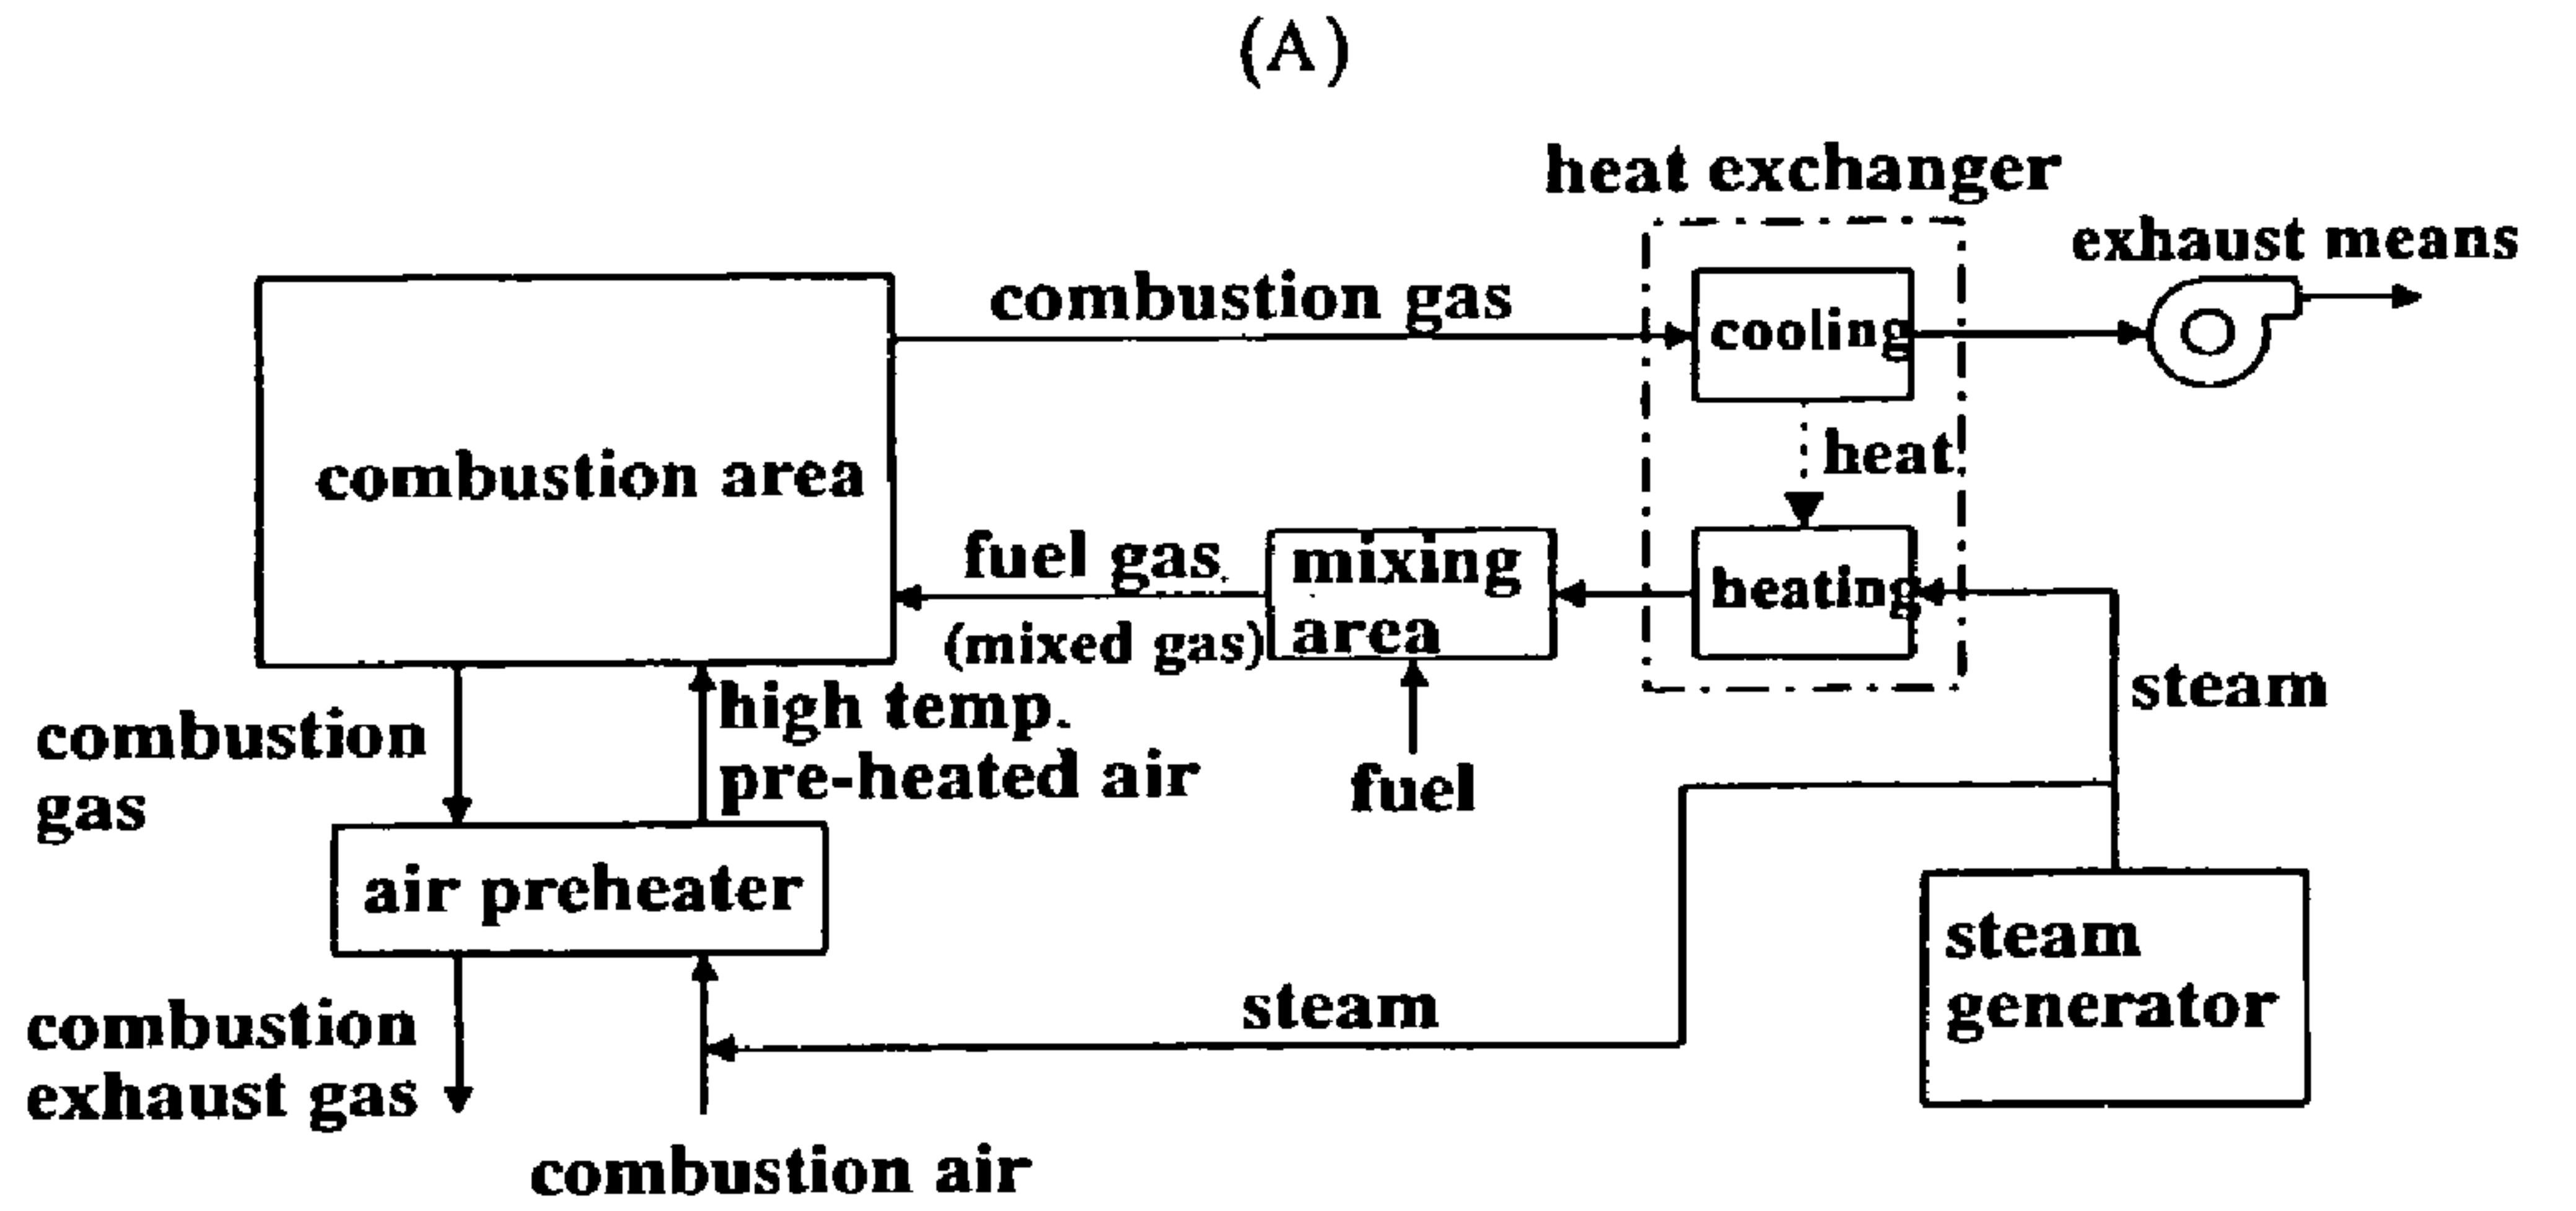 (A)
heat exchanger
exhaust means
combustion gas
cooling
combustion area
heat
fuel gas
(mixed gas)
mixing
area
heating
steam
high temp.
pre-heated air
combustion
gas
fuel
air preheater
steam
generator
steam
combustion
exhaust gas
combustion air